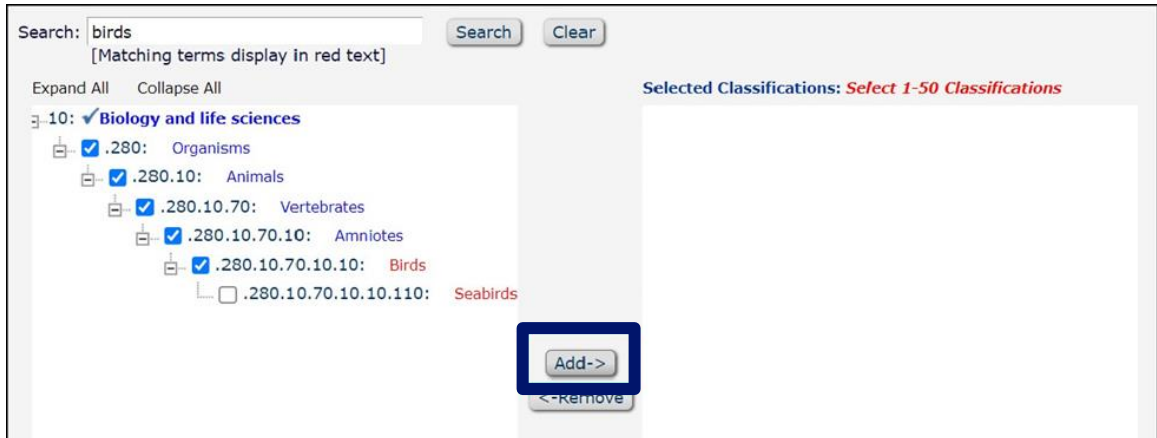 Search: birds Search Clear
[Matching terms display in red text]
Expand All Collapse All
Selected Classifications: Select 1-50 Classifications
10: Biology and life sciences
.280: Organisms
.280.10: Animals
.280.10.70: Vertebrates
.280.10.70.10: Amniotes
.280.10.70.10.10: Birds
.280.10.70.10.10.110: Seabirds
Add->
<-Remove